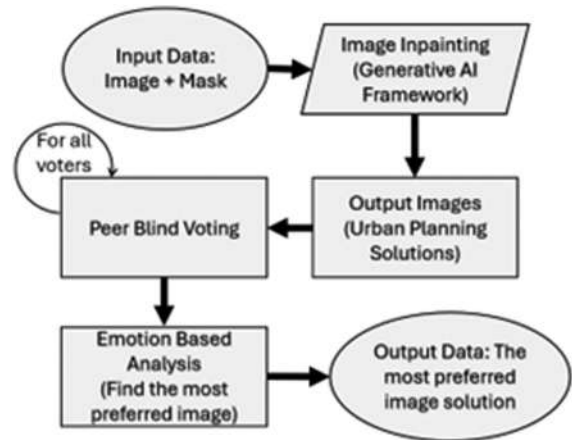 Input Data:
Image + Mask
Image Inpainting
(Generative AI
Framework)
For all
voters
Peer Blind Voting
Output Images
(Urban Planning
Solutions)
Emotion Based
Analysis
(Find the most
preferred image)
Output Data: The
most preferred
image solution